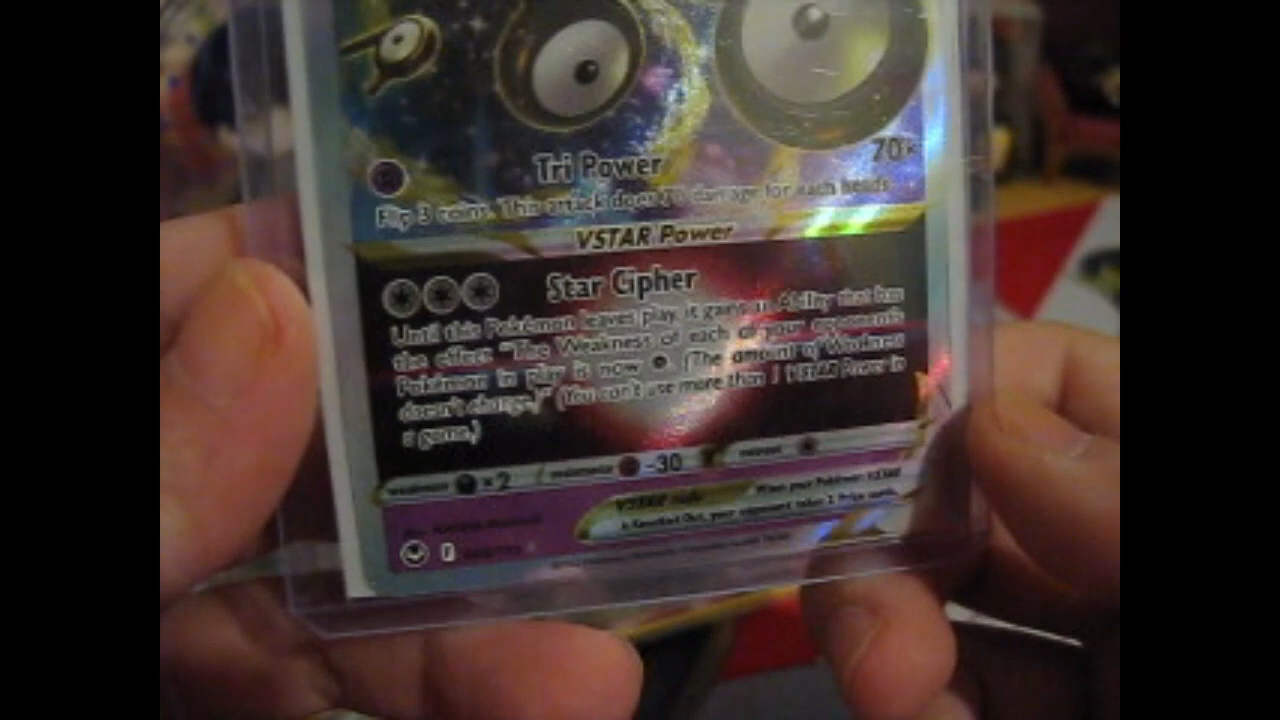 70×
Tri Power
Flip 3 coins. This attack does 70 damage for each heads.
VSTAR Power
Star Cipher
Until this Pokémon leaves play, it gains an Ability that has
the effect "The Weakness of each of your opponent's
Pokémon in play is now (The amount of Weakness
doesn't change.)" (You can't use more than 1 VSTAR Power in
a game.)
weakness ×2 resistance -30 retreat
VSTAR rule When your Pokémon VSTAR
is Knocked Out, your opponent takes 2 Prize cards.